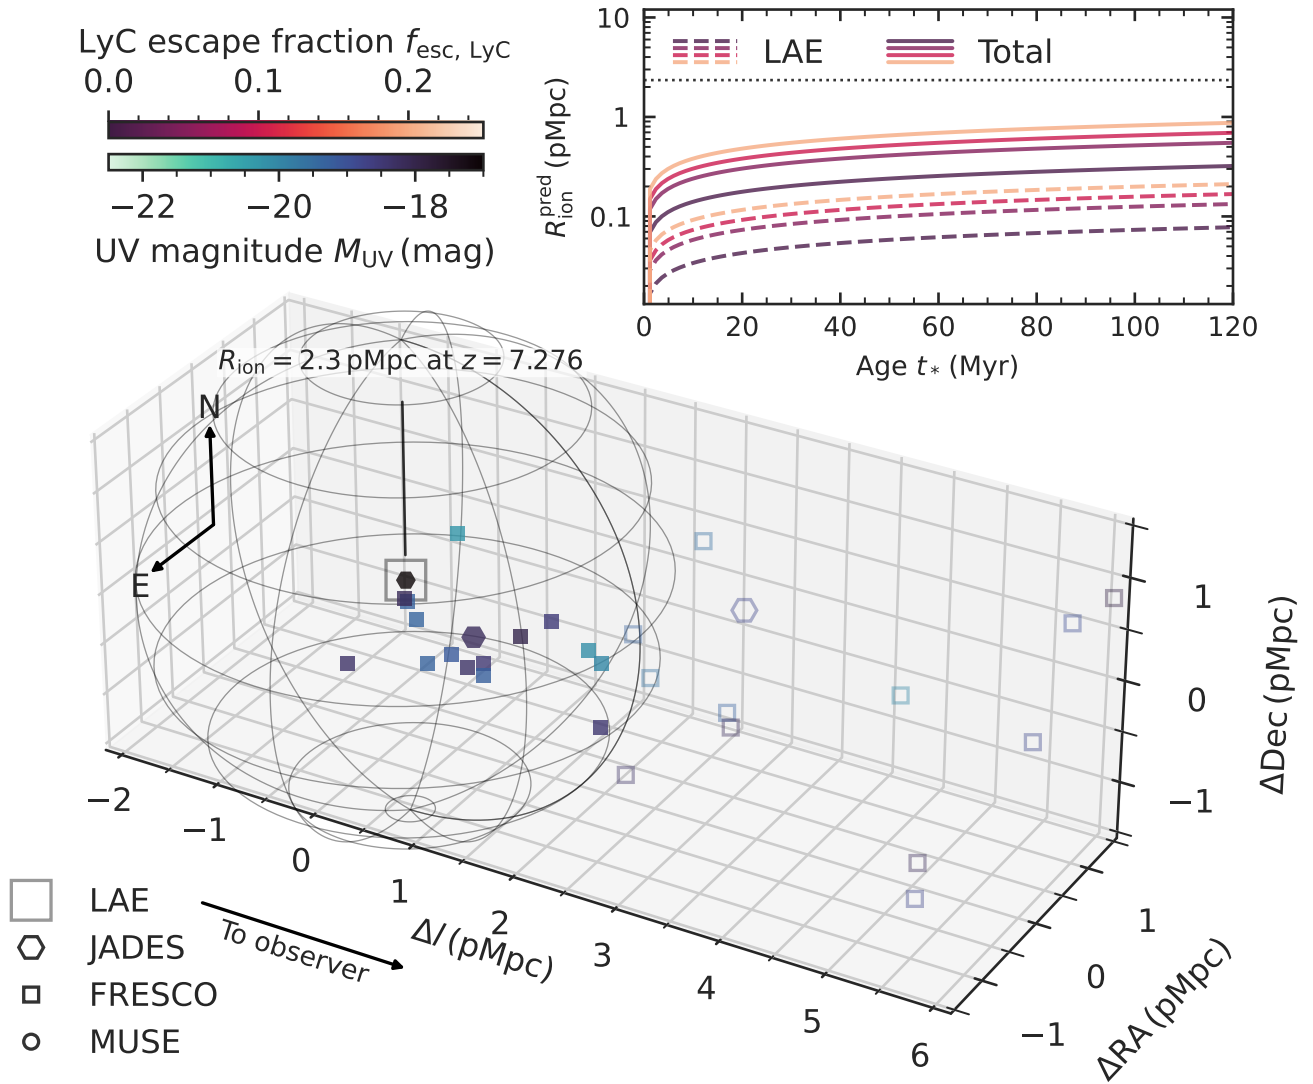 LyC escape fraction f_esc, LyC
0.0 0.1 0.2
−22 −20 −18
UV magnitude M_UV (mag)
10
1
0.1
R_ion^pred (pMpc)
LAE Total
0 20 40 60 80 100 120
Age t_* (Myr)
R_ion = 2.3 pMpc at z = 7.276
N
E
−2 −1 0 1 2 3 4 5 6
Δl (pMpc)
To observer
1
0
−1
ΔDec (pMpc)
1
0
−1
ΔRA (pMpc)
LAE
JADES
FRESCO
MUSE